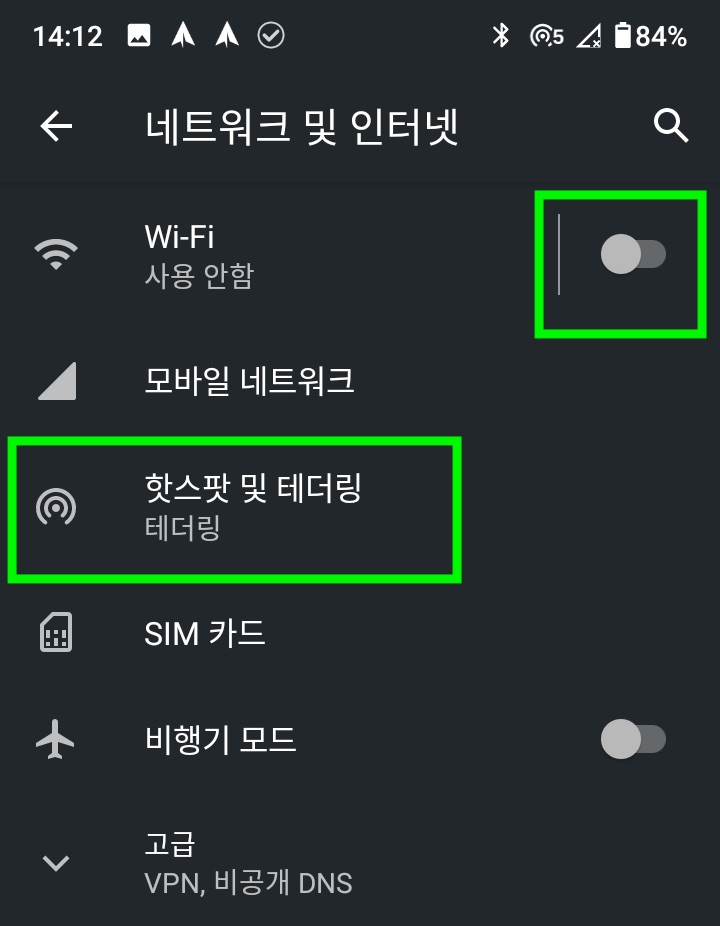 14:12 5 84%
네트워크 및 인터넷
Wi-Fi
사용 안함
모바일 네트워크
핫스팟 및 테더링
테더링
SIM 카드
비행기 모드
고급
VPN, 비공개 DNS